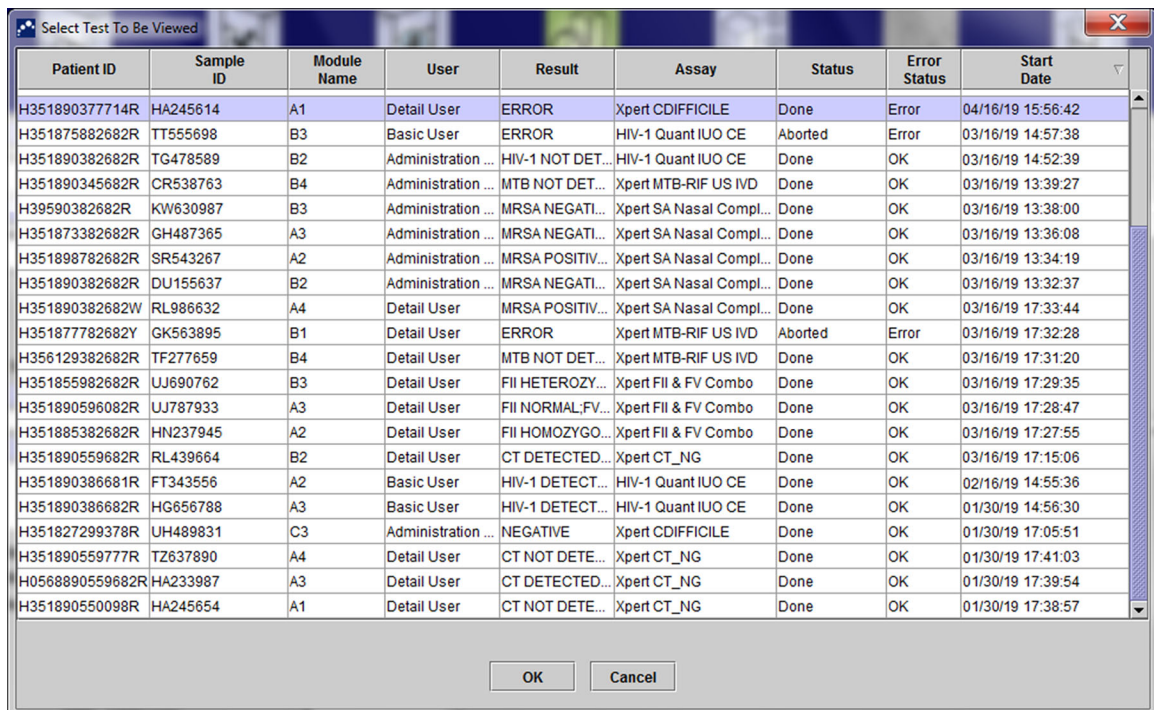 Select Test To Be Viewed
Patient ID Sample ID Module Name User Result Assay Status Error Status Start Date
H351890377714R HA245614 A1 Detail User ERROR Xpert CDIFFICILE Done Error 04/16/19 15:56:42
H351875882682R TT555698 B3 Basic User ERROR HIV-1 Quant IUO CE Aborted Error 03/16/19 14:57:38
H351890382682R TG478589 B2 Administration ... HIV-1 NOT DET... HIV-1 Quant IUO CE Done OK 03/16/19 14:52:39
H351890345682R CR538763 B4 Administration ... MTB NOT DET... Xpert MTB-RIF US IVD Done OK 03/16/19 13:39:27
H39590382682R KW630987 B3 Administration ... MRSA NEGATI... Xpert SA Nasal Compl... Done OK 03/16/19 13:38:00
H351873382682R GH487365 A3 Administration ... MRSA NEGATI... Xpert SA Nasal Compl... Done OK 03/16/19 13:36:08
H351898782682R SR543267 A2 Administration ... MRSA POSITIV... Xpert SA Nasal Compl... Done OK 03/16/19 13:34:19
H351890382682R DU155637 B2 Administration ... MRSA NEGATI... Xpert SA Nasal Compl... Done OK 03/16/19 13:32:37
H351890382682W RL986632 A4 Detail User MRSA POSITIV... Xpert SA Nasal Compl... Done OK 03/16/19 17:33:44
H351877782682Y GK563895 B1 Detail User ERROR Xpert MTB-RIF US IVD Aborted Error 03/16/19 17:32:28
H356129382682R TF277659 B4 Detail User MTB NOT DET... Xpert MTB-RIF US IVD Done OK 03/16/19 17:31:20
H351855982682R UJ690762 B3 Detail User FII HETEROZY... Xpert FII & FV Combo Done OK 03/16/19 17:29:35
H351890596082R UJ787933 A3 Detail User FII NORMAL;FV... Xpert FII & FV Combo Done OK 03/16/19 17:28:47
H351885382682R HN237945 A2 Detail User FII HOMOZYGO... Xpert FII & FV Combo Done OK 03/16/19 17:27:55
H351890559682R RL439664 B2 Detail User CT DETECTED... Xpert CT_NG Done OK 03/16/19 17:15:06
H351890386681R FT343556 A2 Basic User HIV-1 DETECT... HIV-1 Quant IUO CE Done OK 02/16/19 14:55:36
H351890386682R HG656788 A3 Basic User HIV-1 DETECT... HIV-1 Quant IUO CE Done OK 01/30/19 14:56:30
H351827299378R UH489831 C3 Administration ... NEGATIVE Xpert CDIFFICILE Done OK 01/30/19 17:05:51
H351890559777R TZ637890 A4 Detail User CT NOT DETE... Xpert CT_NG Done OK 01/30/19 17:41:03
H0568890559682R HA233987 A3 Detail User CT DETECTED... Xpert CT_NG Done OK 01/30/19 17:39:54
H351890550098R HA245654 A1 Detail User CT NOT DETE... Xpert CT_NG Done OK 01/30/19 17:38:57
OK Cancel